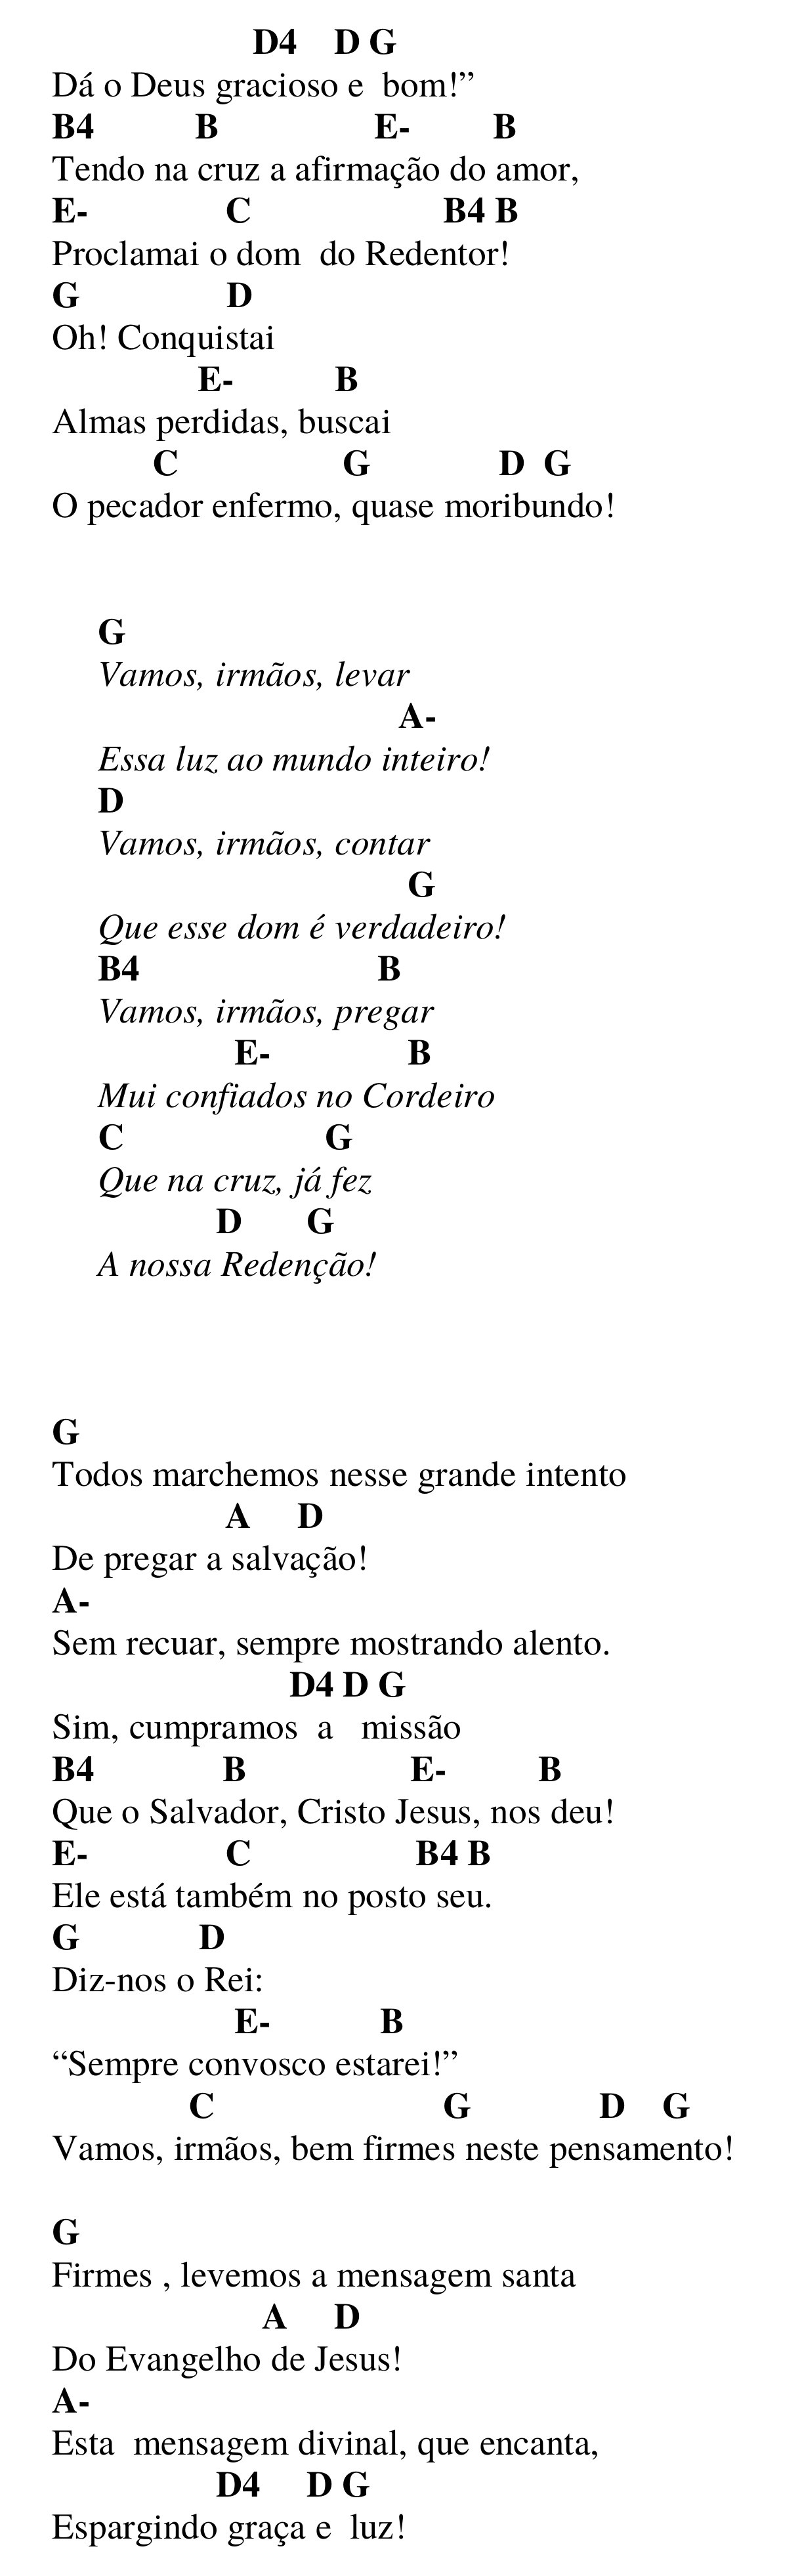 D4 D G
Dá o Deus gracioso e bom!”
B4 B E- B
Tendo na cruz a afirmação do amor,
E- C B4 B
Proclamai o dom do Redentor!
G D
Oh! Conquistai
E- B
Almas perdidas, buscai
C G D G
O pecador enfermo, quase moribundo!
G
Vamos, irmãos, levar
A-
Essa luz ao mundo inteiro!
D
Vamos, irmãos, contar
G
Que esse dom é verdadeiro!
B4 B
Vamos, irmãos, pregar
E- B
Mui confiados no Cordeiro
C G
Que na cruz, já fez
D G
A nossa Redenção!
G
Todos marchemos nesse grande intento
A D
De pregar a salvação!
A-
Sem recuar, sempre mostrando alento.
D4 D G
Sim, cumpramos a missão
B4 B E- B
Que o Salvador, Cristo Jesus, nos deu!
E- C B4 B
Ele está também no posto seu.
G D
Diz-nos o Rei:
E- B
“Sempre convosco estarei!”
C G D G
Vamos, irmãos, bem firmes neste pensamento!
G
Firmes , levemos a mensagem santa
A D
Do Evangelho de Jesus!
A-
Esta mensagem divinal, que encanta,
D4 D G
Espargindo graça e luz!